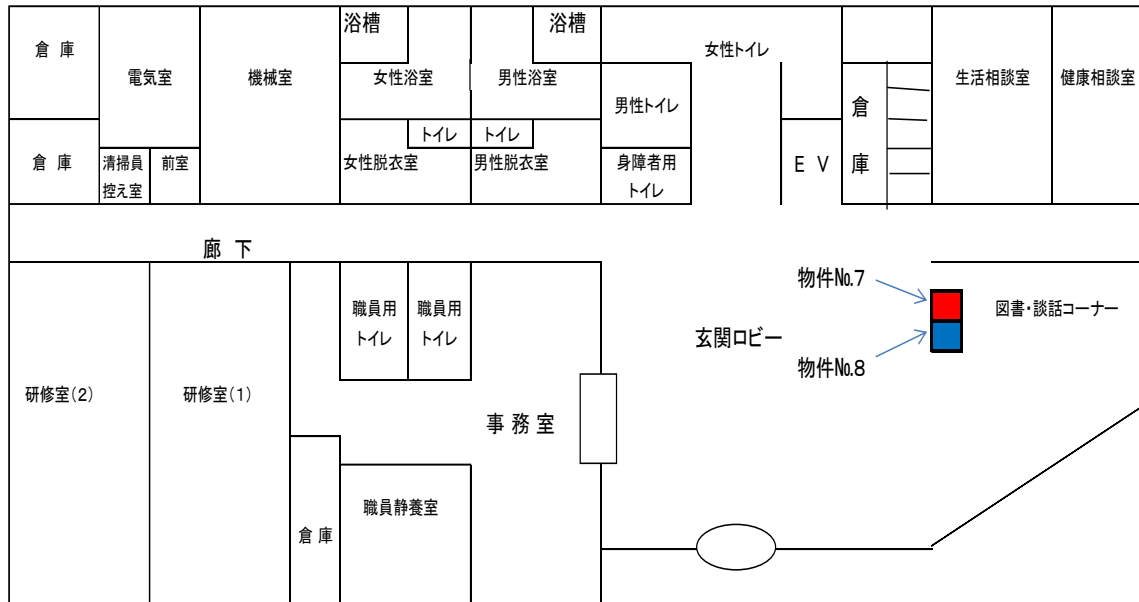 浴槽
浴槽
倉 庫
女性トイレ
電気室
機械室
女性浴室
男性浴室
生活相談室
健康相談室
男性トイレ
倉
庫
トイレ
トイレ
倉 庫
清掃員
控え室
前室
女性脱衣室
男性脱衣室
身障者用
トイレ
E V
廊 下
物件№.7
職員用
トイレ
職員用
トイレ
図書・談話コーナー
玄関ロビー
物件№.8
研修室(2)
研修室(1)
事 務 室
職員静養室
倉 庫